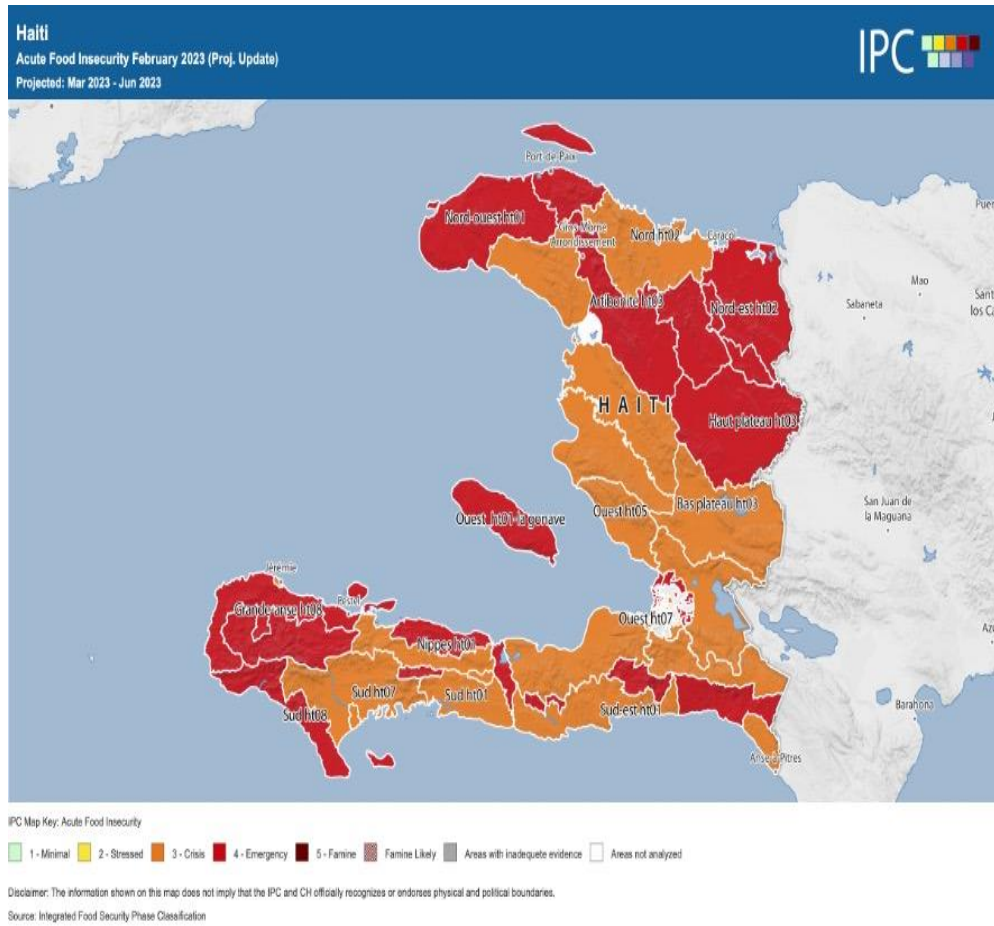 Haiti
Acute Food Insecurity February 2023 (Proj. Update)
Projected: Mar 2023 - Jun 2023
IPC
Port-de-Paix
Nord-ouest ht01
Gros-Morne
Arrondissement
Nord ht02
Caracol
Artibonite ht03
Nord-est ht02
Mao
Sabaneta
HAITI
Haut plateau ht03
Ouest ht01-la gonave
Ouest ht05
Bas plateau ht03
San Juan de
la Maguana
Jérémie
Grande-anse ht08
Pestel
Ouest ht07
Nippes ht01
Sud ht07
Sud ht01
Sud ht08
Sud-est ht01
Barahona
Anse-à-Pitres
IPC Map Key: Acute Food Insecurity
1 - Minimal 2 - Stressed 3 - Crisis 4 - Emergency 5 - Famine Famine Likely Areas with inadequete evidence Areas not analyzed
Disclaimer: The information shown on this map does not imply that the IPC and CH officially recognizes or endorses physical and political boundaries.
Source: Integrated Food Security Phase Classification